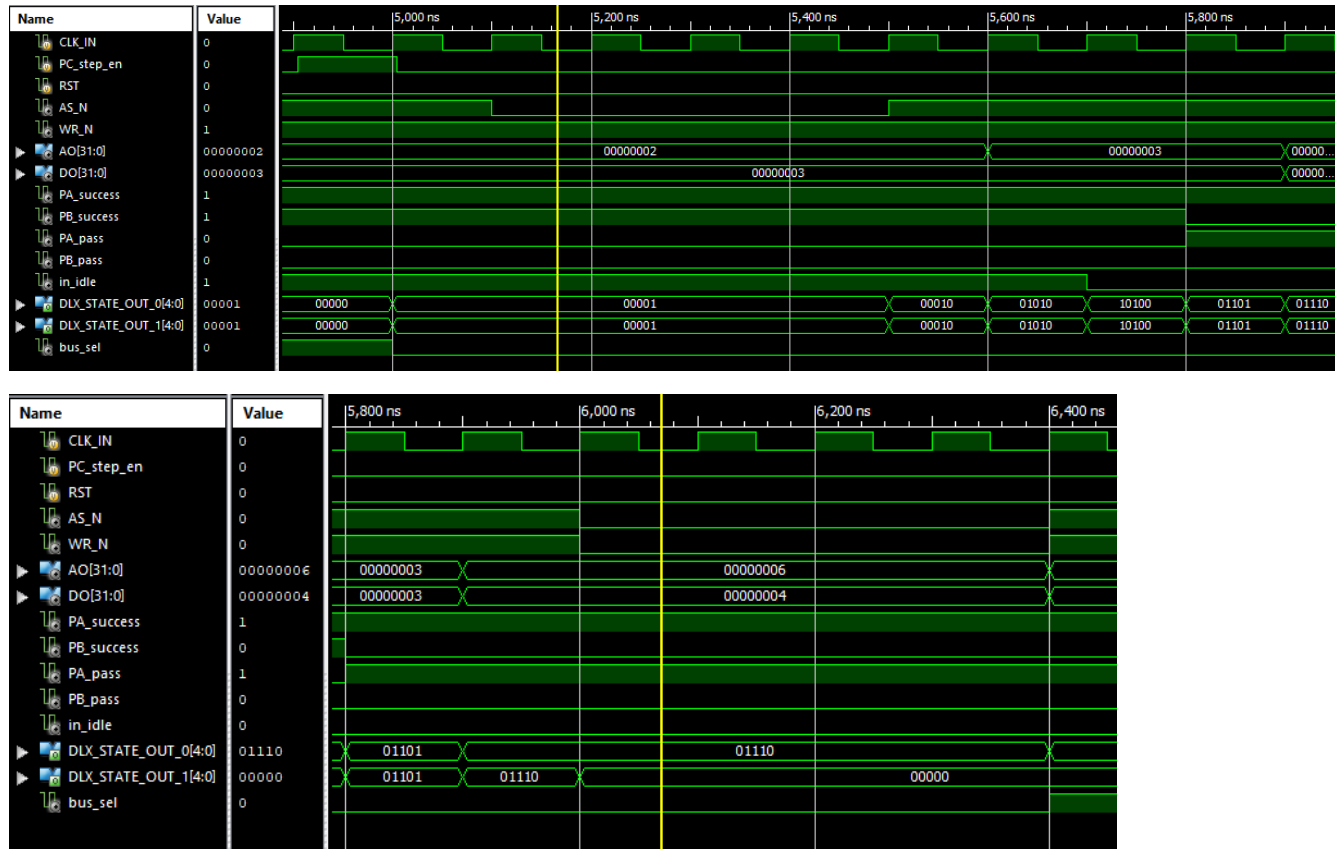 Name Value 5,000 ns 5,200 ns 5,400 ns 5,600 ns 5,800 ns
CLK_IN 0
PC_step_en 0
RST 0
AS_N 0
WR_N 1
AO[31:0] 00000002 00000002 00000003 00000...
DO[31:0] 00000003 00000003 00000...
PA_success 1
PB_success 1
PA_pass 0
PB_pass 0
in_idle 1
DLX_STATE_OUT_0[4:0] 00001 00000 00001 00010 01010 10100 01101 01110
DLX_STATE_OUT_1[4:0] 00001 00000 00001 00010 01010 10100 01101 01110
bus_sel 0
Name Value 5,800 ns 6,000 ns 6,200 ns 6,400 ns
CLK_IN 0
PC_step_en 0
RST 0
AS_N 0
WR_N 0
AO[31:0] 00000006 00000003 00000006
DO[31:0] 00000004 00000003 00000004
PA_success 1
PB_success 0
PA_pass 1
PB_pass 0
in_idle 0
DLX_STATE_OUT_0[4:0] 01110 01101 01110
DLX_STATE_OUT_1[4:0] 00000 01101 01110 00000
bus_sel 0